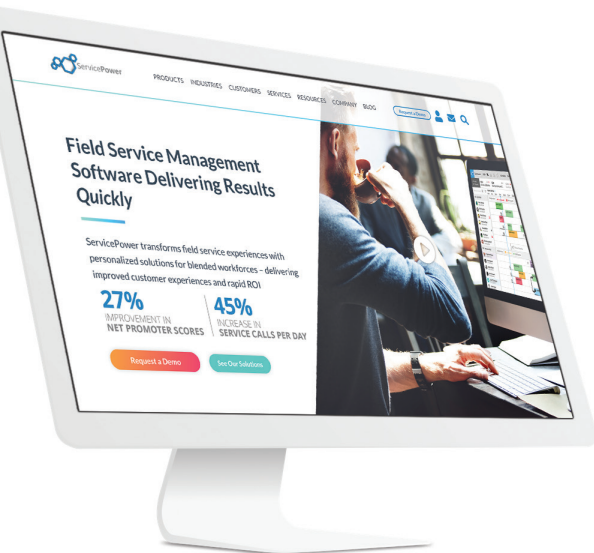 ServicePower
PRODUCTS INDUSTRIES CUSTOMERS SERVICES RESOURCES COMPANY BLOG
Request a Demo
Field Service Management
Software Delivering Results
Quickly
ServicePower transforms field service experiences with
personalized solutions for blended workforces – delivering
improved customer experiences and rapid ROI
27%
IMPROVEMENT IN
NET PROMOTER SCORES
45%
INCREASE IN
SERVICE CALLS PER DAY
Request a Demo
See Our Solutions